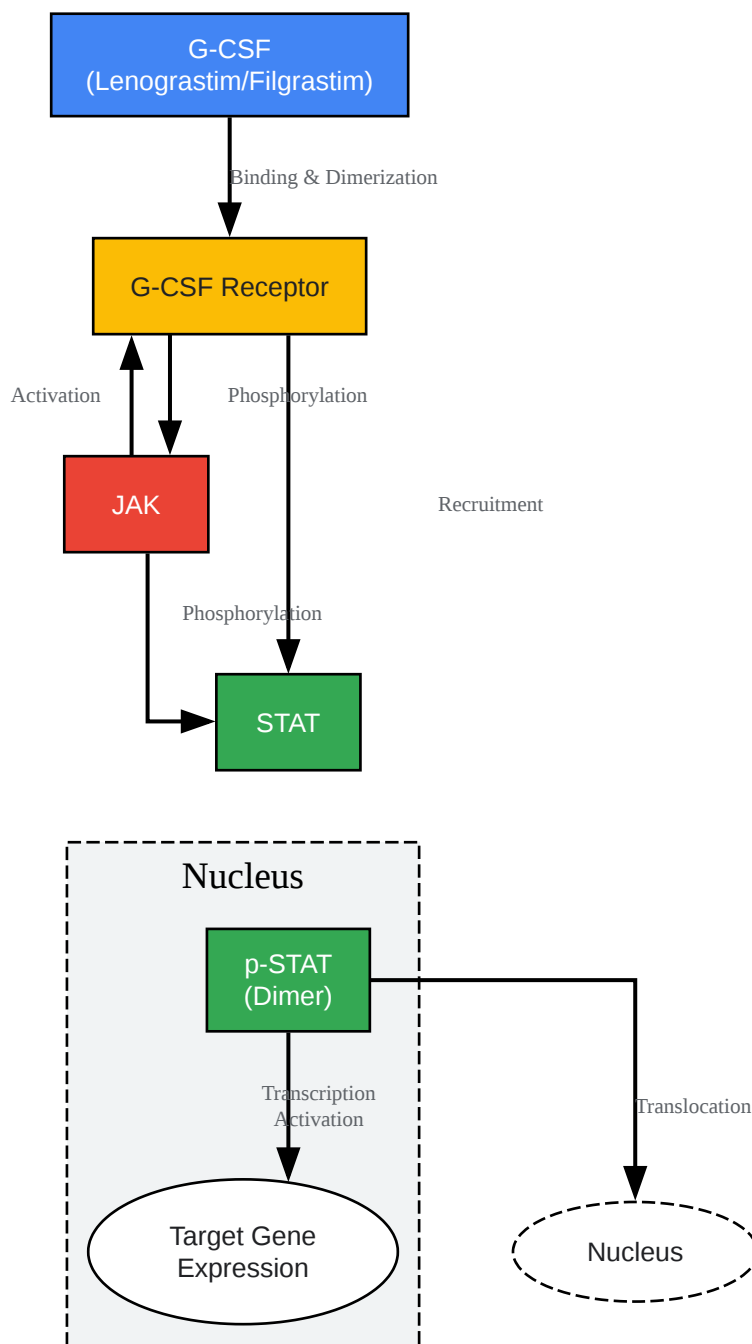 G-CSF
(Lenograstim/Filgrastim)
Binding & Dimerization
G-CSF Receptor
Activation
Phosphorylation
JAK
Recruitment
Phosphorylation
STAT
Nucleus
p-STAT
(Dimer)
Transcription
Activation
Translocation
Target Gene
Expression
Nucleus